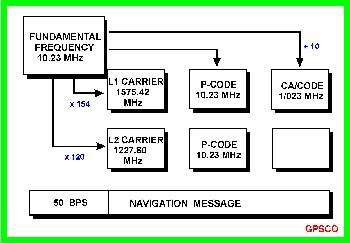 FUNDAMENTAL
FREQUENCY
10.23 MHz
÷ 10
L1 CARRIER
1575.42
MHz
P-CODE
10.23 MHz
CA/CODE
1/023 MHz
x 154
L2 CARRIER
1227.60
MHz
P-CODE
10.23 MHz
x 120
50 BPS
NAVIGATION MESSAGE
GPSCO